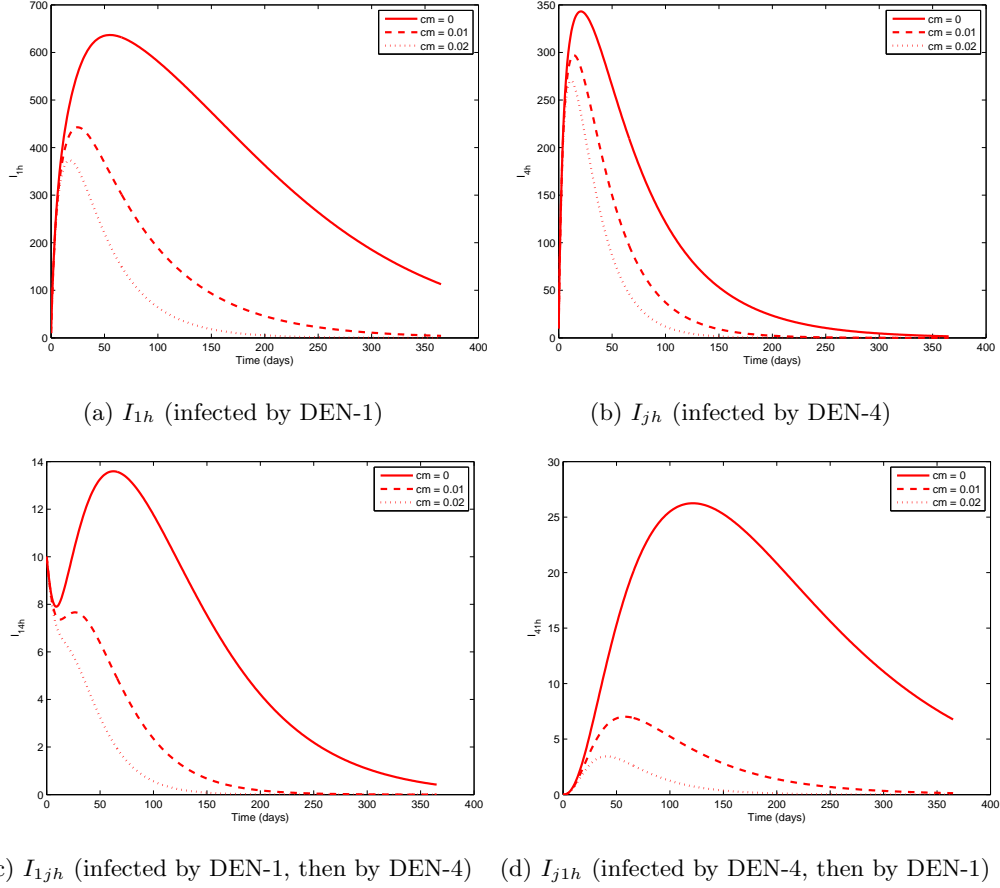 700
600
500
400
300
200
100
0
I1h
0 50 100 150 200 250 300 350 400
Time (days)
cm = 0
cm = 0.01
cm = 0.02
(a) I1h (infected by DEN-1)
350
300
250
200
150
100
50
0
I4h
0 50 100 150 200 250 300 350 400
Time (days)
cm = 0
cm = 0.01
cm = 0.02
(b) Ijh (infected by DEN-4)
14
12
10
8
6
4
2
0
I14h
0 50 100 150 200 250 300 350 400
Time (days)
cm = 0
cm = 0.01
cm = 0.02
c) I1jh (infected by DEN-1, then by DEN-4)
30
25
20
15
10
5
0
I41h
0 50 100 150 200 250 300 350 400
Time (days)
cm = 0
cm = 0.01
cm = 0.02
(d) Ij1h (infected by DEN-4, then by DEN-1)